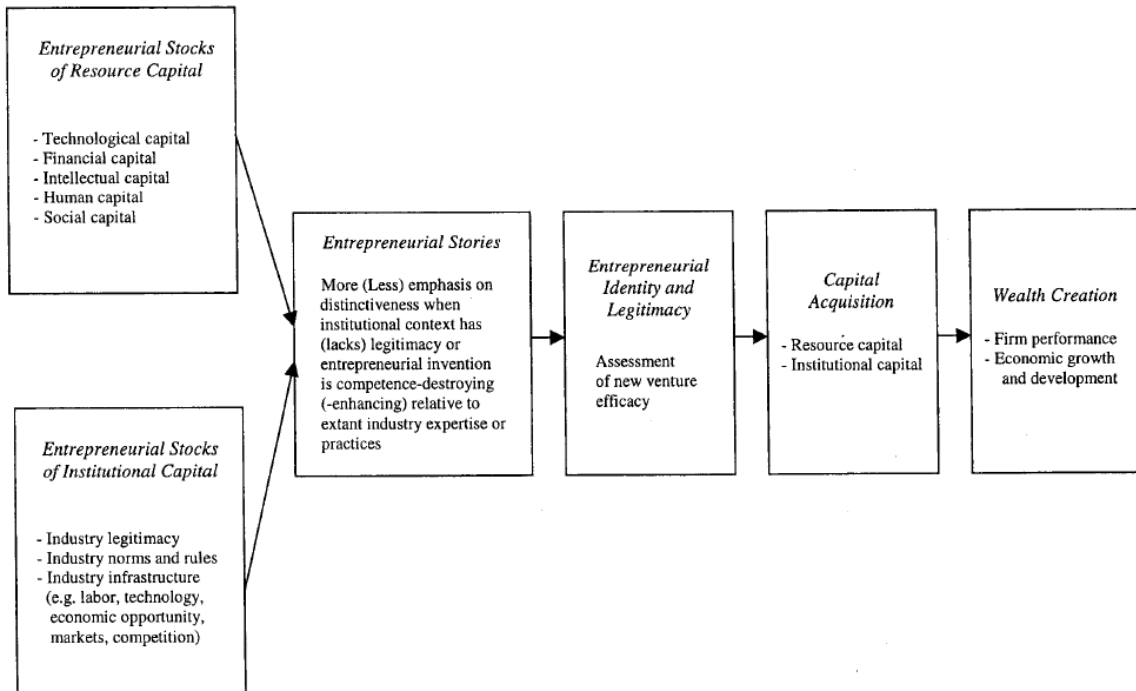 Entrepreneurial Stocks
of Resource Capital
- Technological capital
- Financial capital
- Intellectual capital
- Human capital
- Social capital
Entrepreneurial Stocks
of Institutional Capital
- Industry legitimacy
- Industry norms and rules
- Industry infrastructure
(e.g. labor, technology,
economic opportunity,
markets, competition)
Entrepreneurial Stories
More (Less) emphasis on
distinctiveness when
institutional context has
(lacks) legitimacy or
entrepreneurial invention
is competence-destroying
(-enhancing) relative to
extant industry expertise or
practices
Entrepreneurial
Identity and
Legitimacy
Assessment
of new venture
efficacy
Capital
Acquisition
- Resource capital
- Institutional capital
Wealth Creation
- Firm performance
- Economic growth
and development